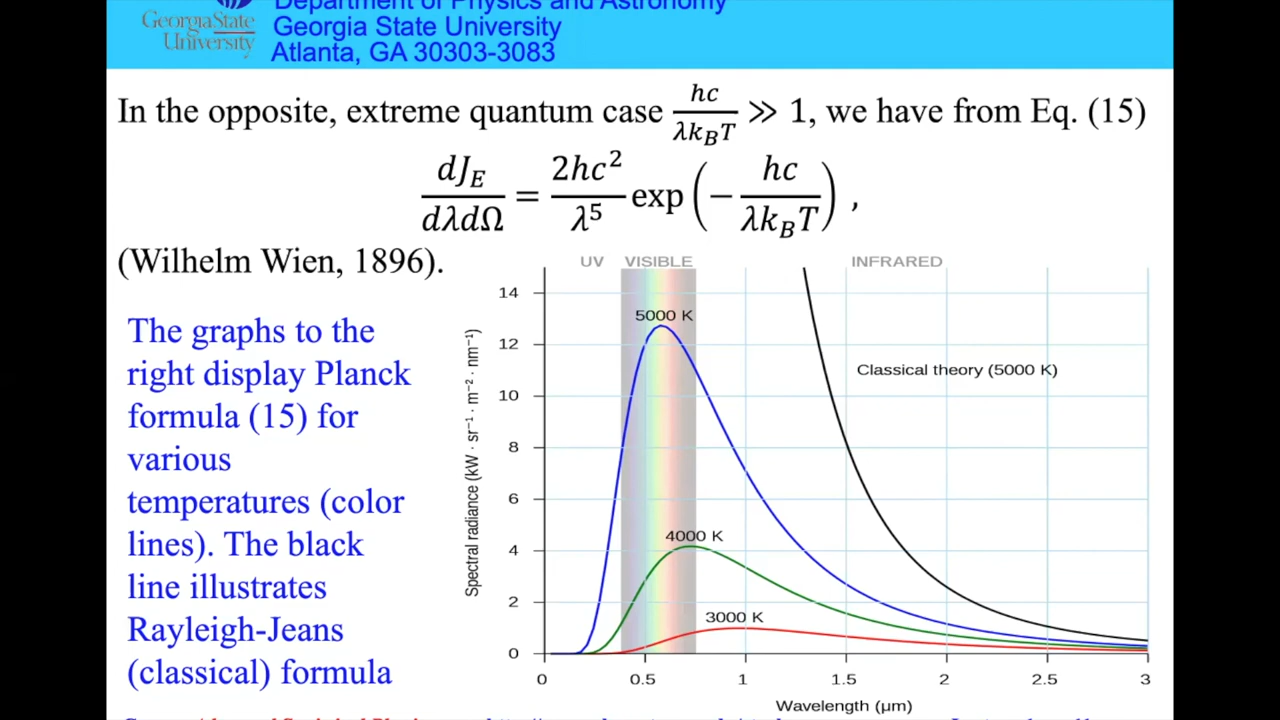 Department of Physics and Astronomy
GeorgiaState
University
Georgia State University
Atlanta, GA 30303-3083
In the opposite, extreme quantum case hc/λk_BT ≫ 1, we have from Eq. (15)
dJ_E/dλdΩ = 2hc²/λ⁵ exp(−hc/λk_BT) ,
(Wilhelm Wien, 1896).
The graphs to the
right display Planck
formula (15) for
various
temperatures (color
lines). The black
line illustrates
Rayleigh-Jeans
(classical) formula
UV VISIBLE INFRARED
14
12
10
8
6
4
2
0
Spectral radiance (kW · sr⁻¹ · m⁻² · nm⁻¹)
5000 K
4000 K
3000 K
Classical theory (5000 K)
0 0.5 1 1.5 2 2.5 3
Wavelength (μm)